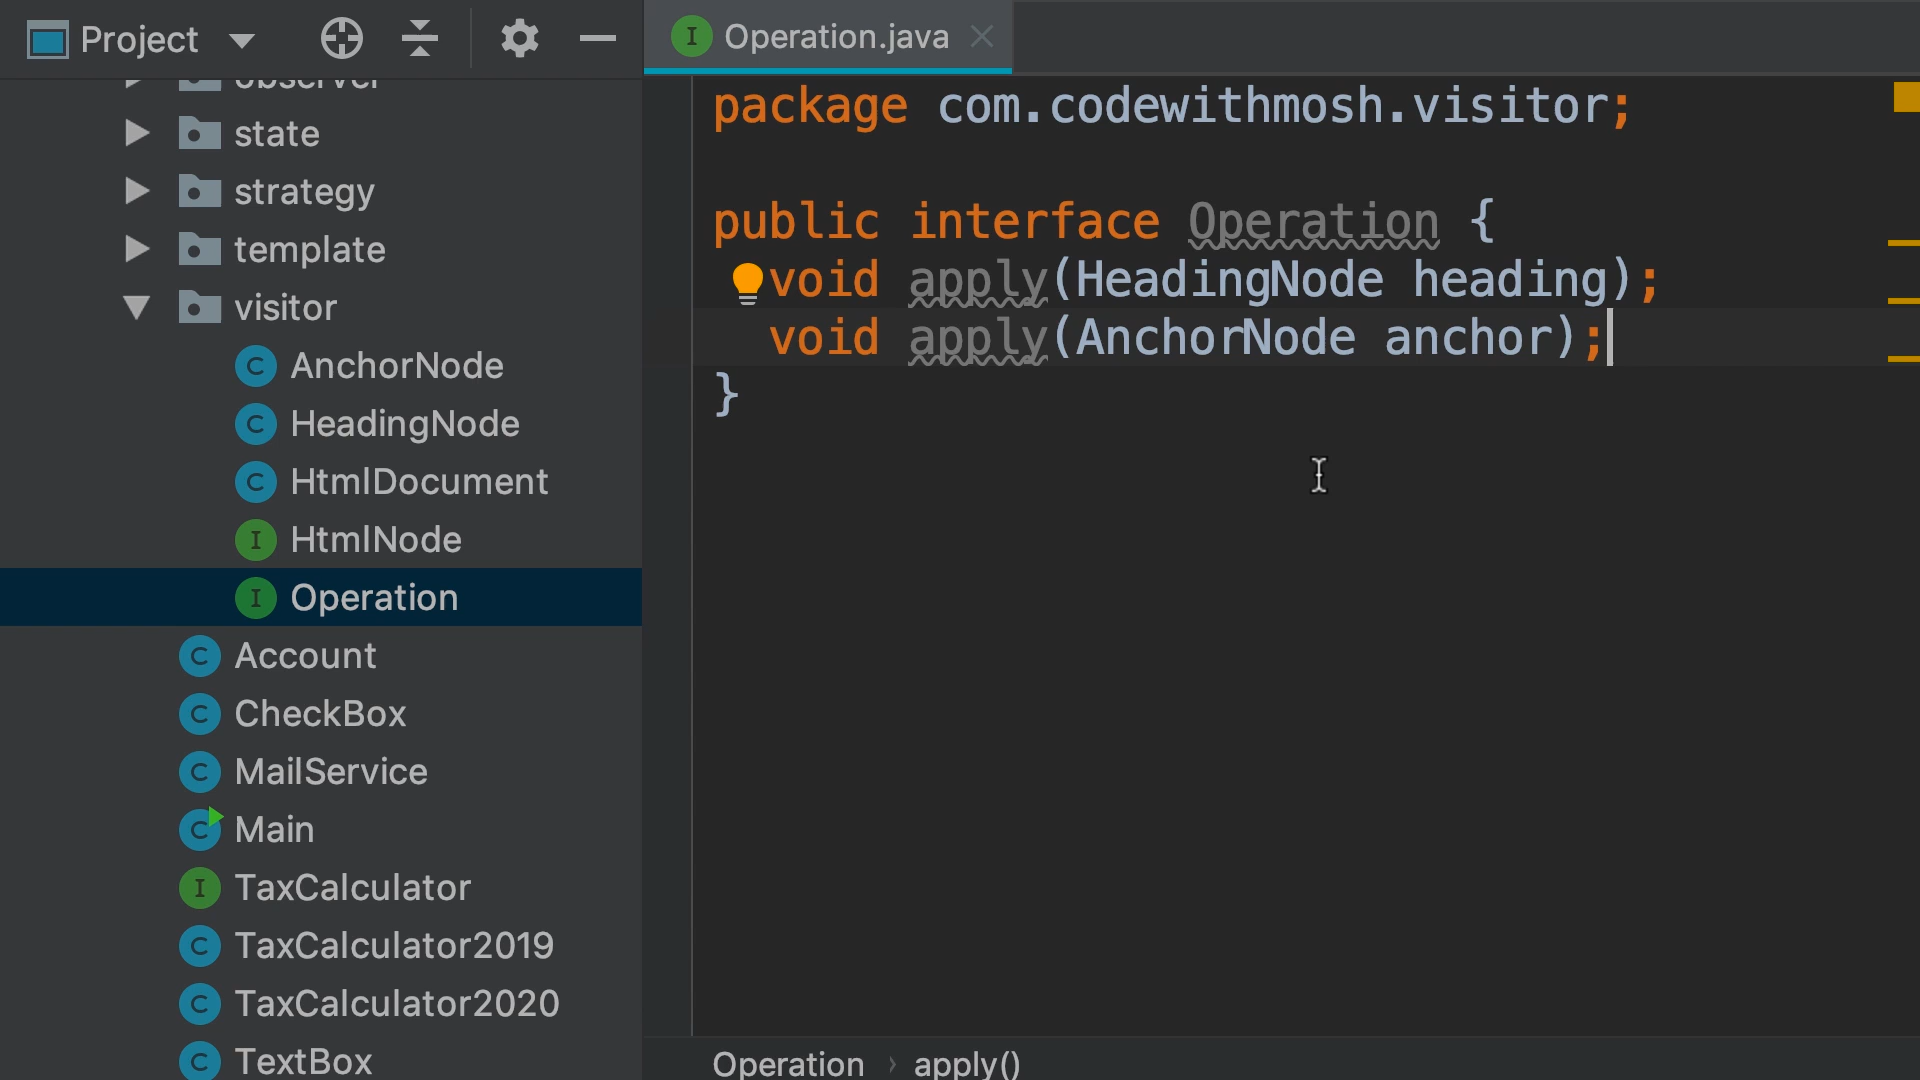 Project
observer
state
strategy
template
visitor
C AnchorNode
C HeadingNode
C HtmlDocument
I HtmlNode
I Operation
C Account
C CheckBox
C MailService
C Main
I TaxCalculator
C TaxCalculator2019
C TaxCalculator2020
C TextBox
I Operation.java
package com.codewithmosh.visitor;
public interface Operation {
void apply(HeadingNode heading);
void apply(AnchorNode anchor);
}
Operation › apply()